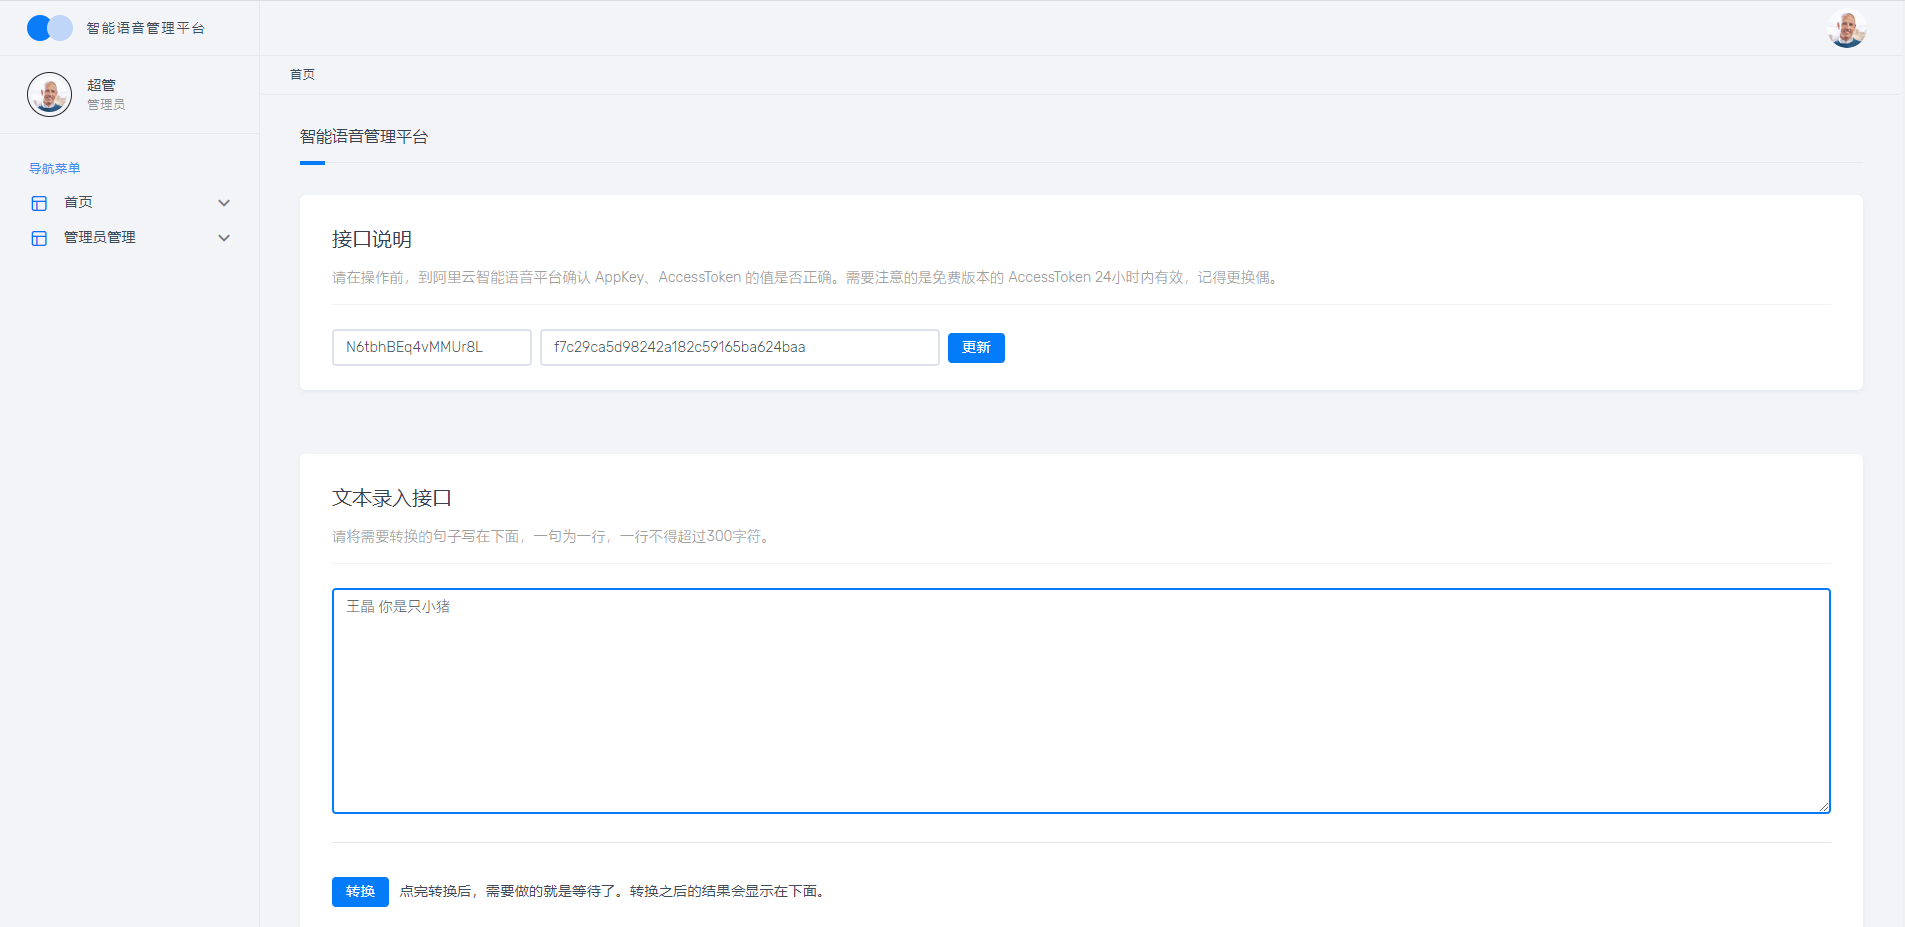 智能语音管理平台
超管
管理员
导航菜单
首页
管理员管理
首页
智能语音管理平台
接口说明
请在操作前，到阿里云智能语音平台确认 AppKey、AccessToken 的值是否正确。需要注意的是免费版本的 AccessToken 24小时内有效，记得更换偶。
N6tbhBEq4vMMUr8L f7c29ca5d98242a182c59165ba624baa 更新
文本录入接口
请将需要转换的句子写在下面，一句为一行，一行不得超过300字符。
王晶 你是只小猪
转换 点完转换后，需要做的就是等待了。转换之后的结果会显示在下面。